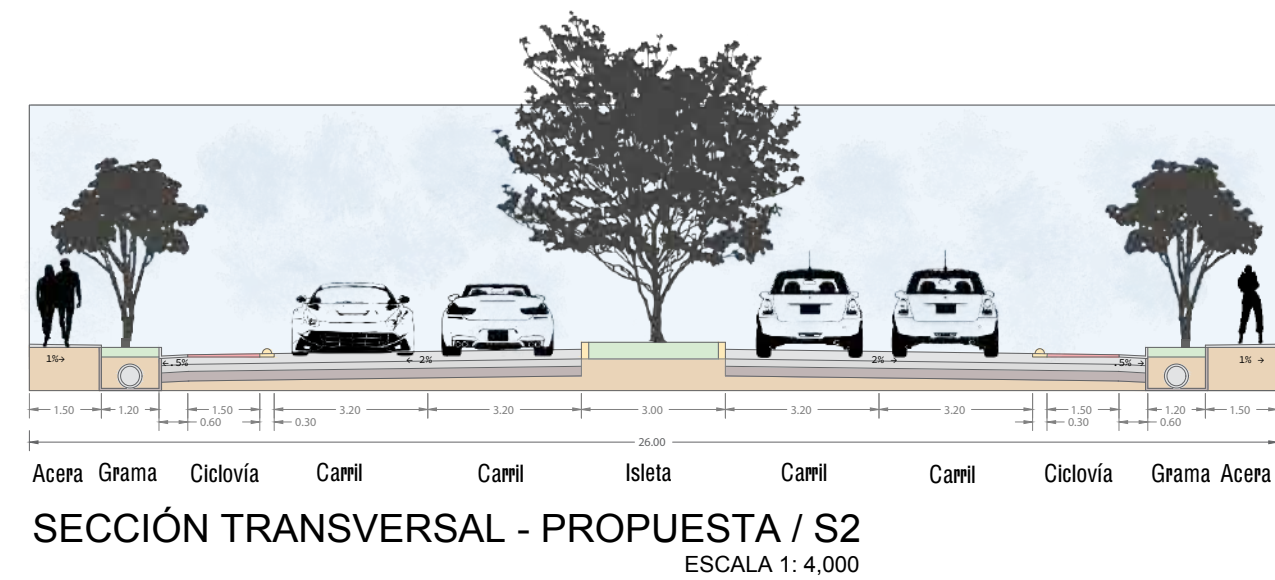 1%→ ←.5% ← 2% 2% → .5%→ 1% →
1.50 1.20 1.50 3.20 3.20 3.00 3.20 3.20 1.50 1.20 1.50
0.60 0.30 0.30 0.60
26.00
Acera Grama Ciclovía Carril Carril Isleta Carril Carril Ciclovía Grama Acera
SECCIÓN TRANSVERSAL - PROPUESTA / S2
ESCALA 1: 4,000